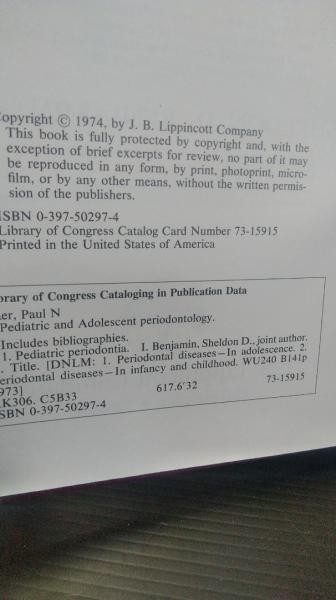 opyright © 1974, by J. B. Lippincott Company
This book is fully protected by copyright and, with the
exception of brief excerpts for review, no part of it may
be reproduced in any form, by print, photoprint, micro-
film, or by any other means, without the written permis-
sion of the publishers.
ISBN 0-397-50297-4
Library of Congress Catalog Card Number 73-15915
Printed in the United States of America
brary of Congress Cataloging in Publication Data
er, Paul N
Pediatric and Adolescent periodontology.
Includes bibliographies.
1. Pediatric periodontia. I. Benjamin, Sheldon D., joint author.
. Title. [DNLM: 1. Periodontal diseases—In adolescence. 2.
eriodontal diseases—In infancy and childhood. WU240 B141p
973]
K306. C5B33 617.6'32 73-15915
SBN 0-397-50297-4